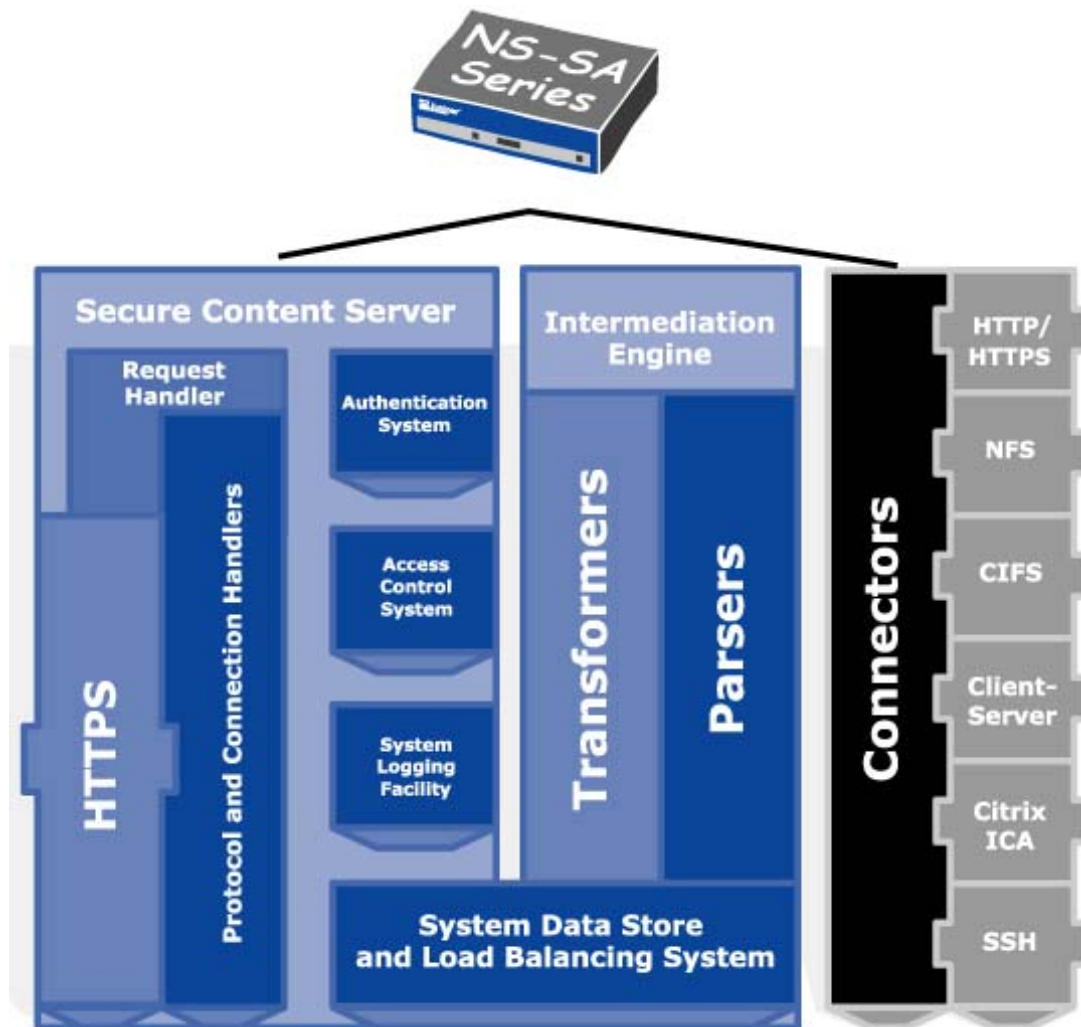 NS-SA
Series
Secure Content Server
Request
Handler
HTTPS
Protocol and Connection Handlers
Authentication
System
Access
Control
System
System
Logging
Facility
Intermediation
Engine
Transformers
Parsers
System Data Store
and Load Balancing System
Connectors
HTTP/
HTTPS
NFS
CIFS
Client-
Server
Citrix
ICA
SSH